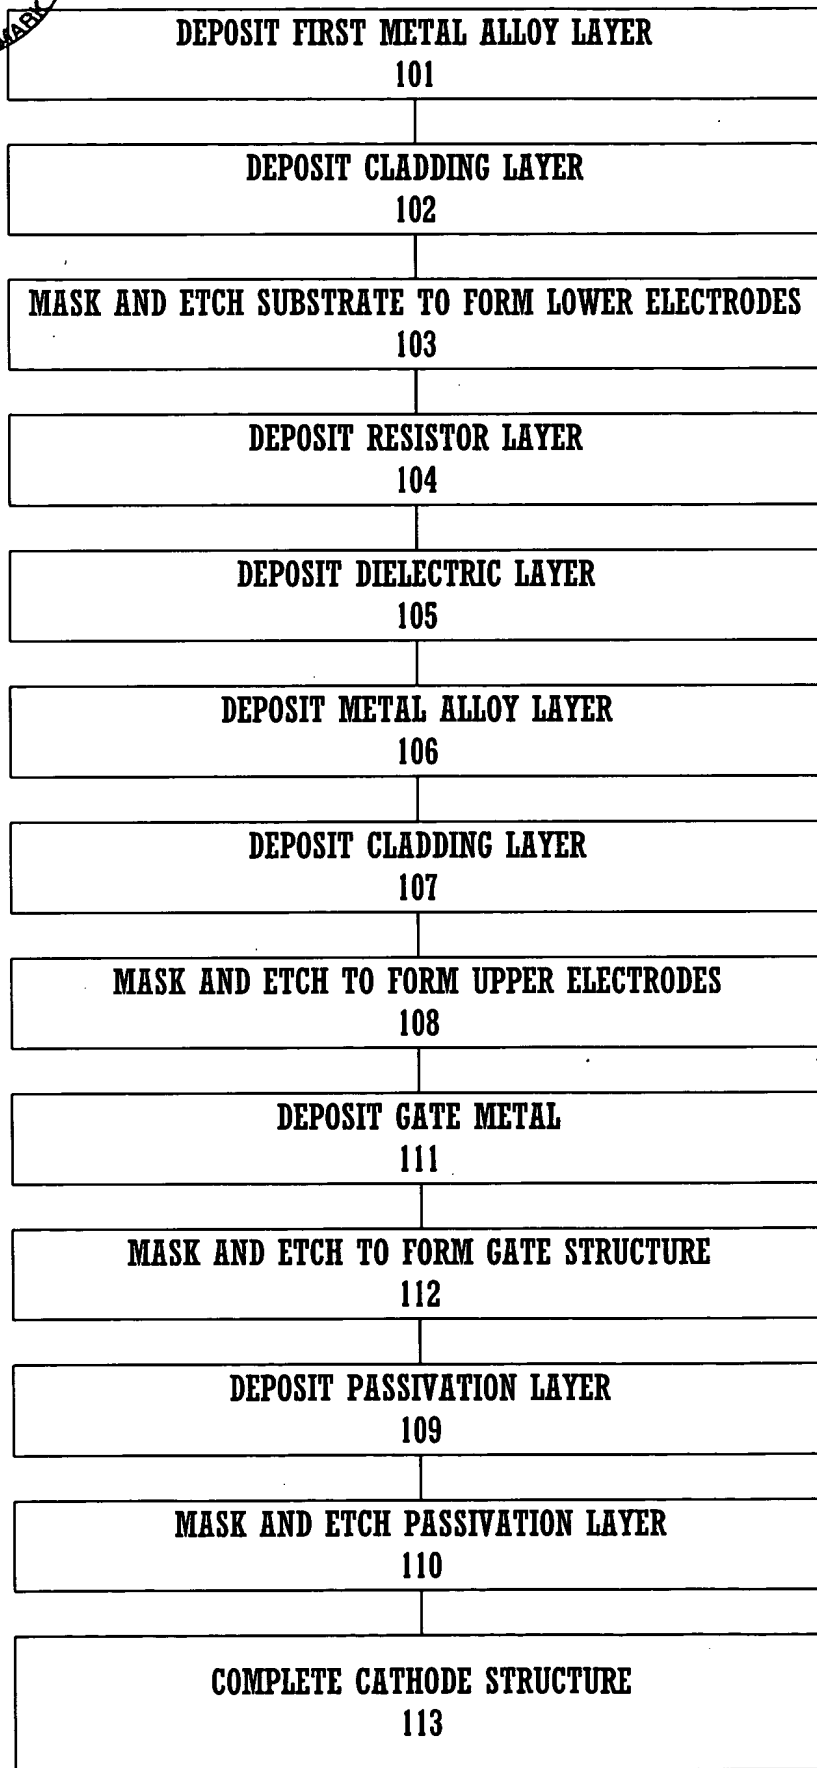 MARK
DEPOSIT FIRST METAL ALLOY LAYER
101
DEPOSIT CLADDING LAYER
102
MASK AND ETCH SUBSTRATE TO FORM LOWER ELECTRODES
103
DEPOSIT RESISTOR LAYER
104
DEPOSIT DIELECTRIC LAYER
105
DEPOSIT METAL ALLOY LAYER
106
DEPOSIT CLADDING LAYER
107
MASK AND ETCH TO FORM UPPER ELECTRODES
108
DEPOSIT GATE METAL
111
MASK AND ETCH TO FORM GATE STRUCTURE
112
DEPOSIT PASSIVATION LAYER
109
MASK AND ETCH PASSIVATION LAYER
110
COMPLETE CATHODE STRUCTURE
113